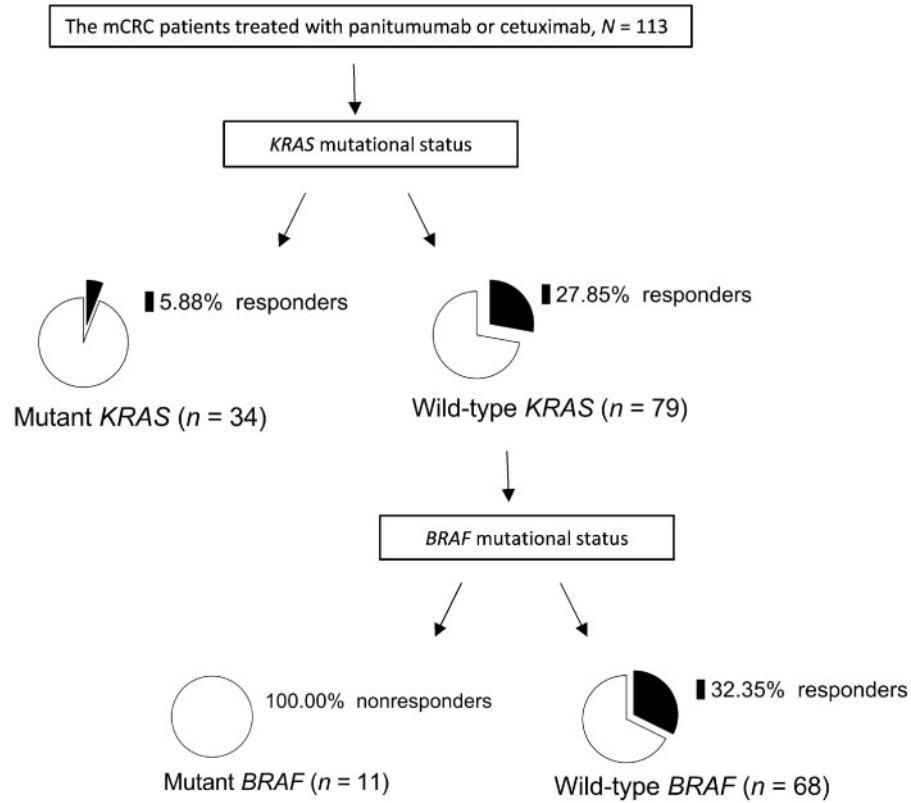 The mCRC patients treated with panitumumab or cetuximab, N = 113
KRAS mutational status
5.88% responders
27.85% responders
Mutant KRAS (n = 34)
Wild-type KRAS (n = 79)
BRAF mutational status
100.00% nonresponders
32.35% responders
Mutant BRAF (n = 11)
Wild-type BRAF (n = 68)